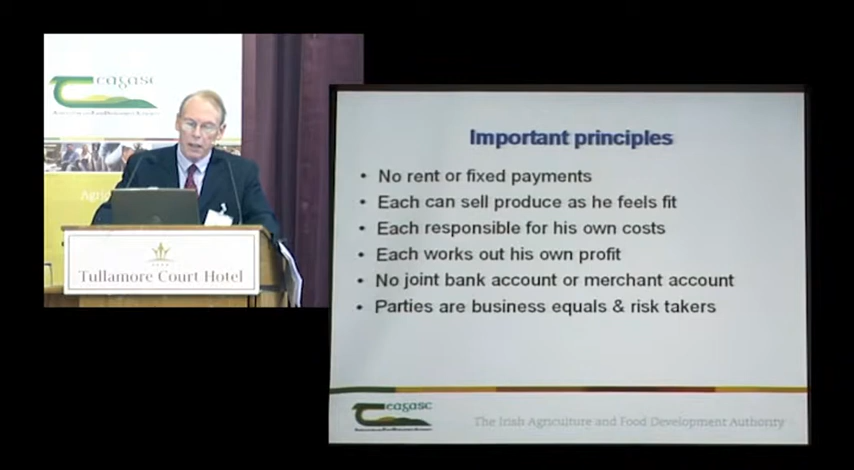 teagasc
Tullamore Court Hotel
Important principles
• No rent or fixed payments
• Each can sell produce as he feels fit
• Each responsible for his own costs
• Each works out his own profit
• No joint bank account or merchant account
• Parties are business equals & risk takers
teagasc
The Irish Agriculture and Food Development Authority